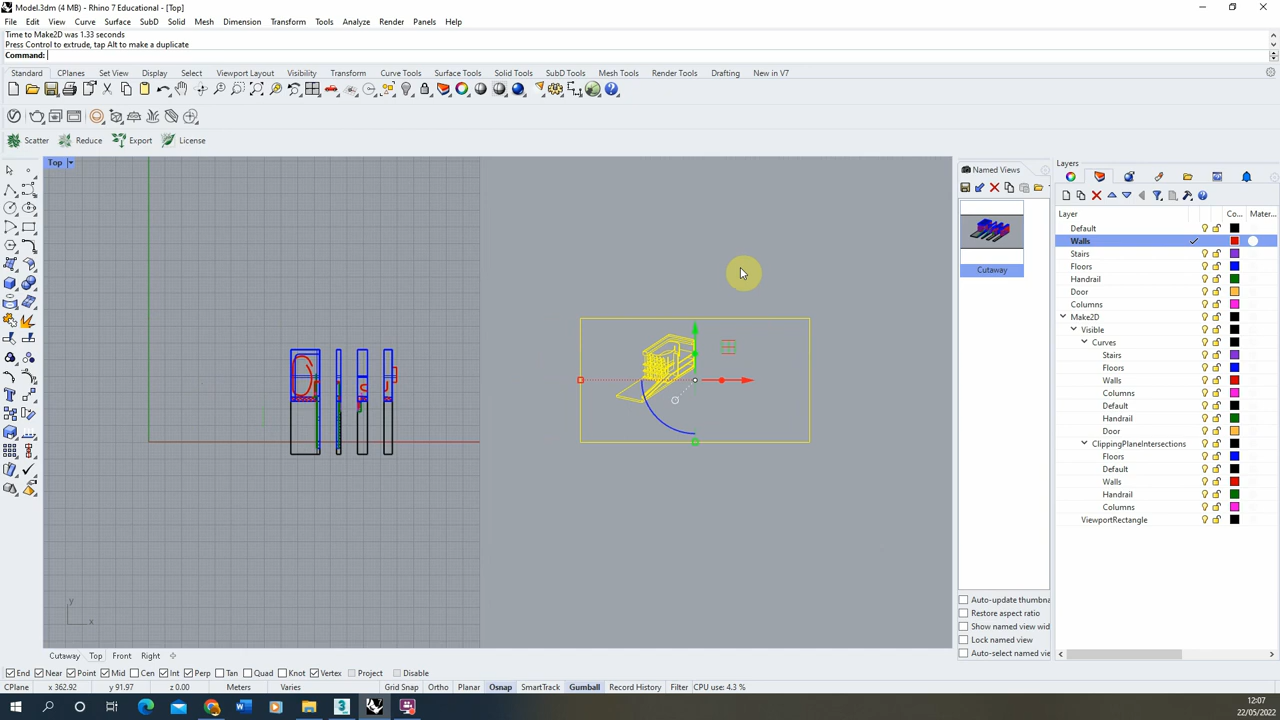 Model.3dm (4 MB) - Rhino 7 Educational - [Top]
File Edit View Curve Surface SubD Solid Mesh Dimension Transform Tools Analyze Render Panels Help
Time to Make2D was 1.33 seconds
Press Control to extrude, tap Alt to make a duplicate
Command:
Standard CPlanes Set View Display Select Viewport Layout Visibility Transform Curve Tools Surface Tools Solid Tools SubD Tools Mesh Tools Render Tools Drafting New in V7
Scatter Reduce Export License
Top
Named Views
Cutaway
Layers
Layer Co... Mater
Default
Walls
Stairs
Floors
Handrail
Door
Columns
Make2D
Visible
Curves
Stairs
Floors
Walls
Columns
Default
Handrail
Door
ClippingPlaneIntersections
Floors
Default
Walls
Handrail
Columns
ViewportRectangle
Auto-update thumbna
Restore aspect ratio
Show named view wid
Lock named view
Auto-select named vie
y
x
Cutaway Top Front Right
End Near Point Mid Cen Int Perp Tan Quad Knot Vertex Project Disable
CPlane x 362.92 y 91.97 z 0.00 Meters Varies Grid Snap Ortho Planar Osnap SmartTrack Gumball Record History Filter CPU use: 4.3 %
12:07
22/05/2022